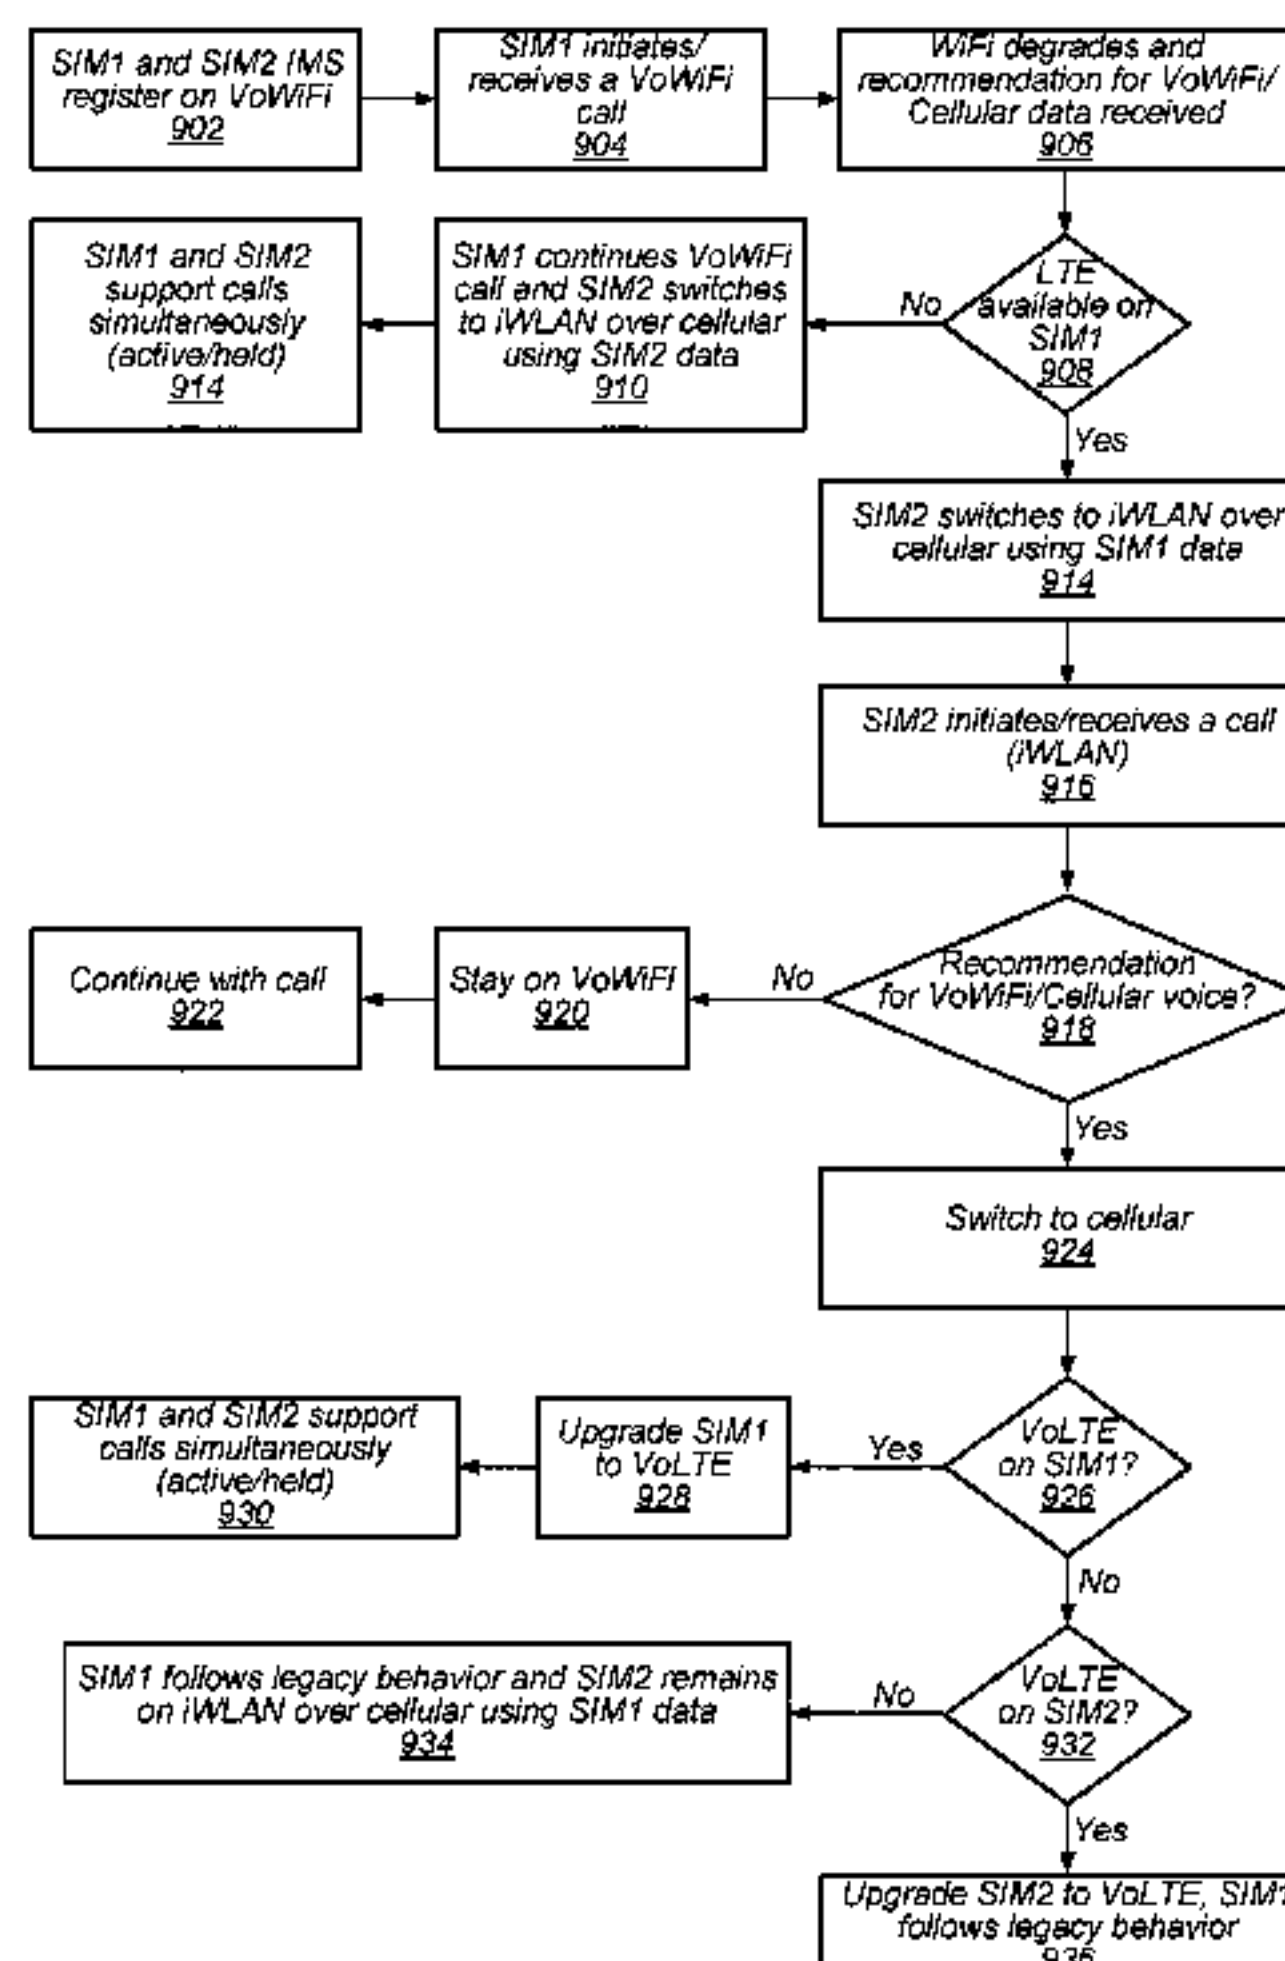 SIM1 and SIM2 IMS
register on VoWiFi
902
SIM1 initiates/
receives a VoWiFi
call
904
WiFi degrades and
recommendation for VoWiFi/
Cellular data received
906
SIM1 and SIM2
support calls
simultaneously
(active/held)
914
SIM1 continues VoWiFi
call and SIM2 switches
to iWLAN over cellular
using SIM2 data
910
No
LTE
available on
SIM1
908
Yes
SIM2 switches to iWLAN over
cellular using SIM1 data
914
SIM2 initiates/receives a call
(iWLAN)
916
Continue with call
922
Stay on VoWiFi
920
No
Recommendation
for VoWiFi/Cellular voice?
918
Yes
Switch to cellular
924
SIM1 and SIM2 support
calls simultaneously
(active/held)
930
Upgrade SIM1
to VoLTE
928
Yes
VoLTE
on SIM1?
926
No
SIM1 follows legacy behavior and SIM2 remains
on iWLAN over cellular using SIM1 data
934
No
VoLTE
on SIM2?
932
Yes
Upgrade SIM2 to VoLTE, SIM1
follows legacy behavior